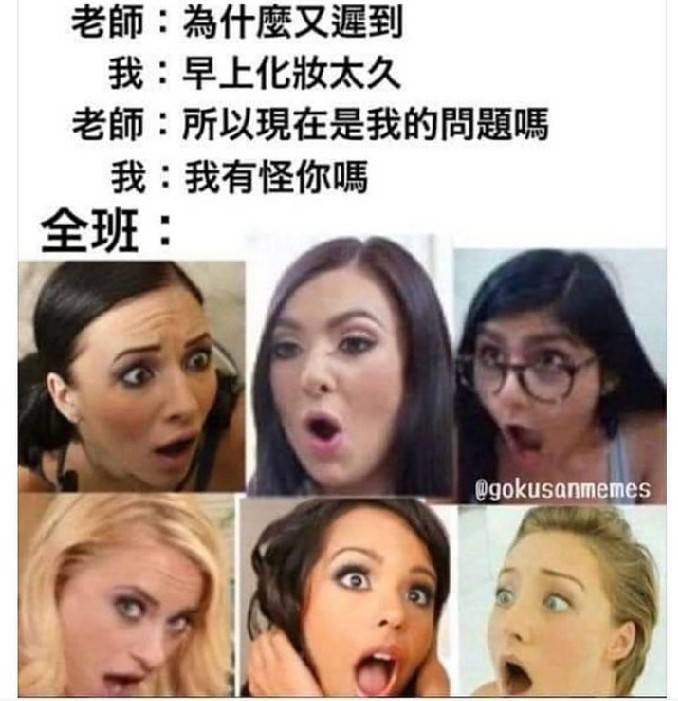 老師：為什麼又遲到
我：早上化妝太久
老師：所以現在是我的問題嗎
我：我有怪你嗎
全班：
@gokusanmemes